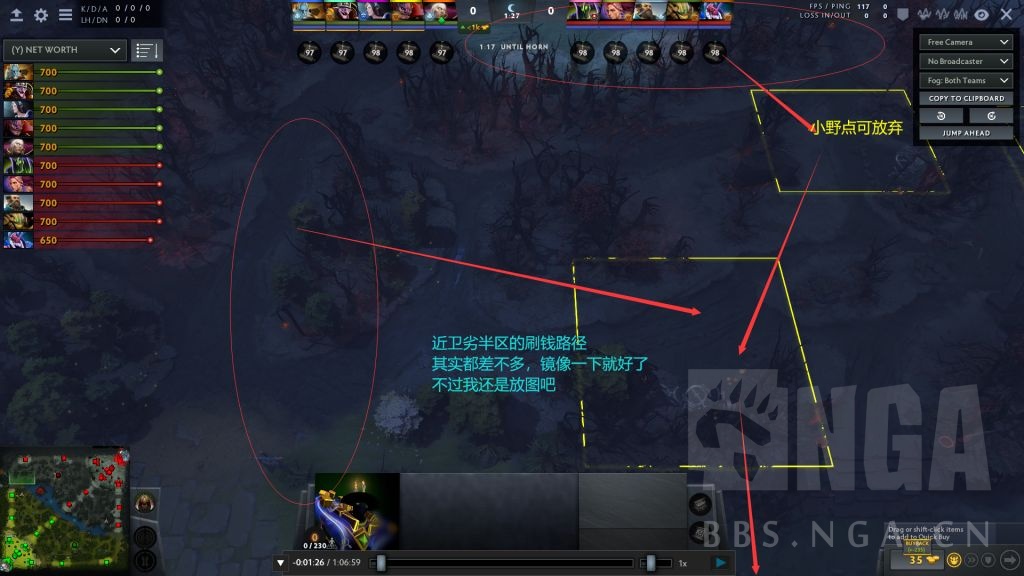 K/D/A 0/0/0
LH/DN 0/0
0
1:27
0
FPS / PING 117 0
LOSS IN/OUT 0 0
<1k
97 97 98 98 97
1:17 UNTIL HORN
98 98 98 98 98
(Y) NET WORTH
Free Camera
No Broadcaster
Fog: Both Teams
COPY TO CLIPBOARD
JUMP AHEAD
700
700
700
700
700
700
700
700
700
650
小野点可放弃
近卫劣半区的刷钱路径
其实都差不多，镜像一下就好了
不过我还是放图吧
NGA
BBS.NGA.CN
0/230
-0:01:26 / 1:06:59
1x
Drag or shift-click items
to add to Quick Buy
BUYBACK
35